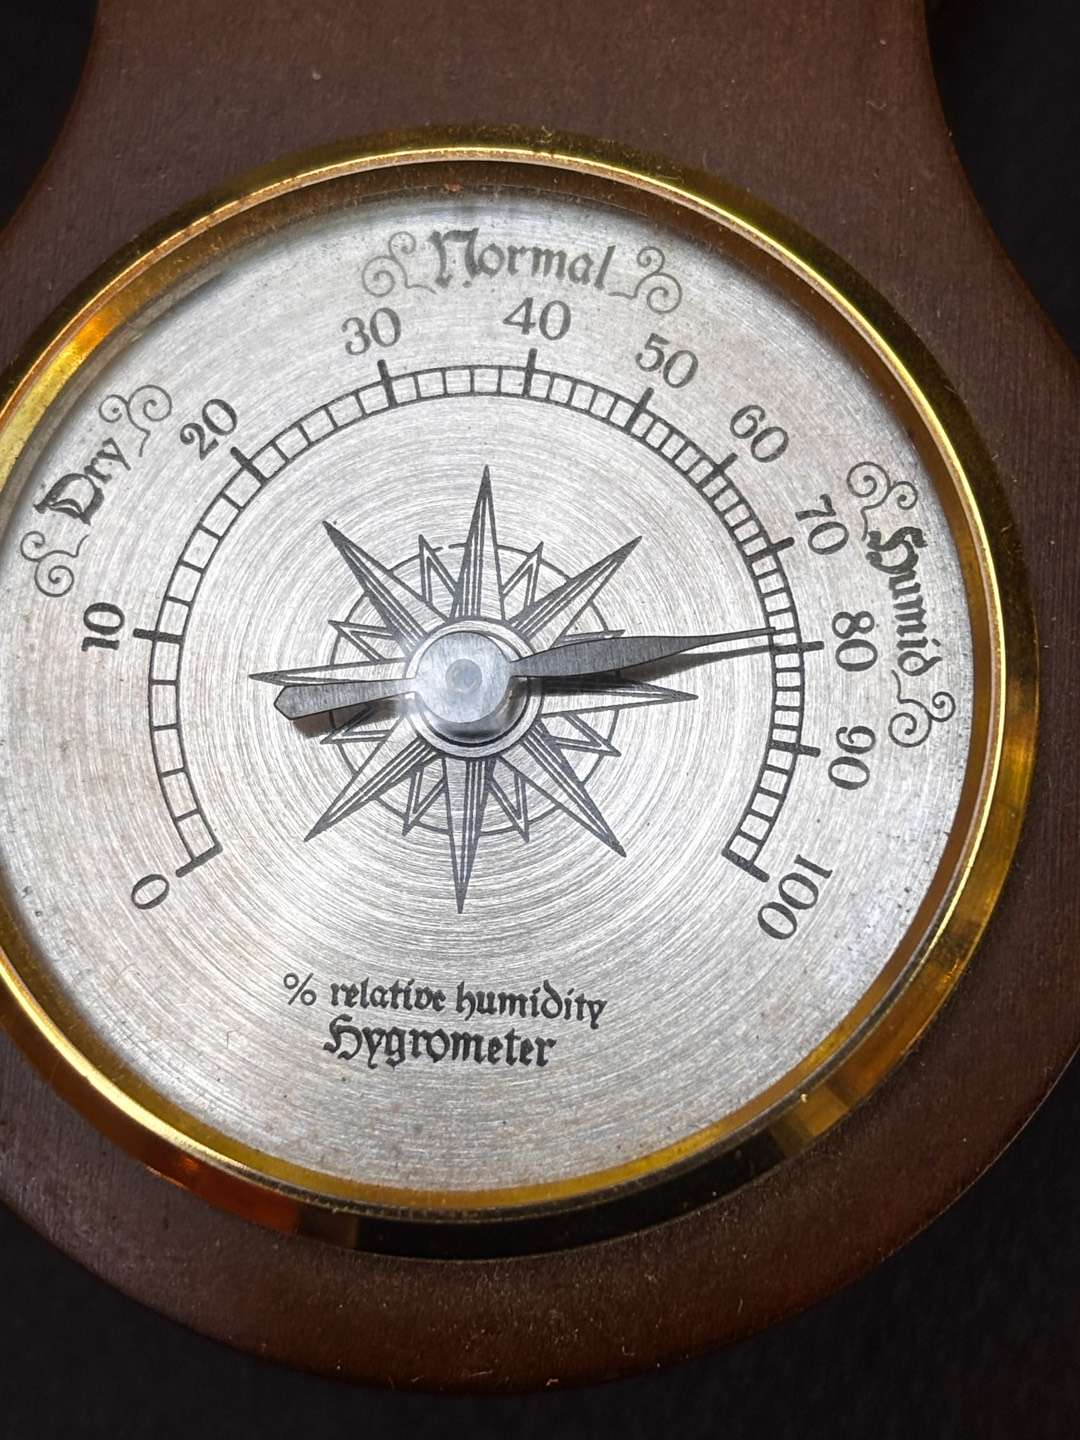 Normal
30
40
50
Dry
20
60
10
70
Humid
80
90
0
100
% relative humidity
Hygrometer